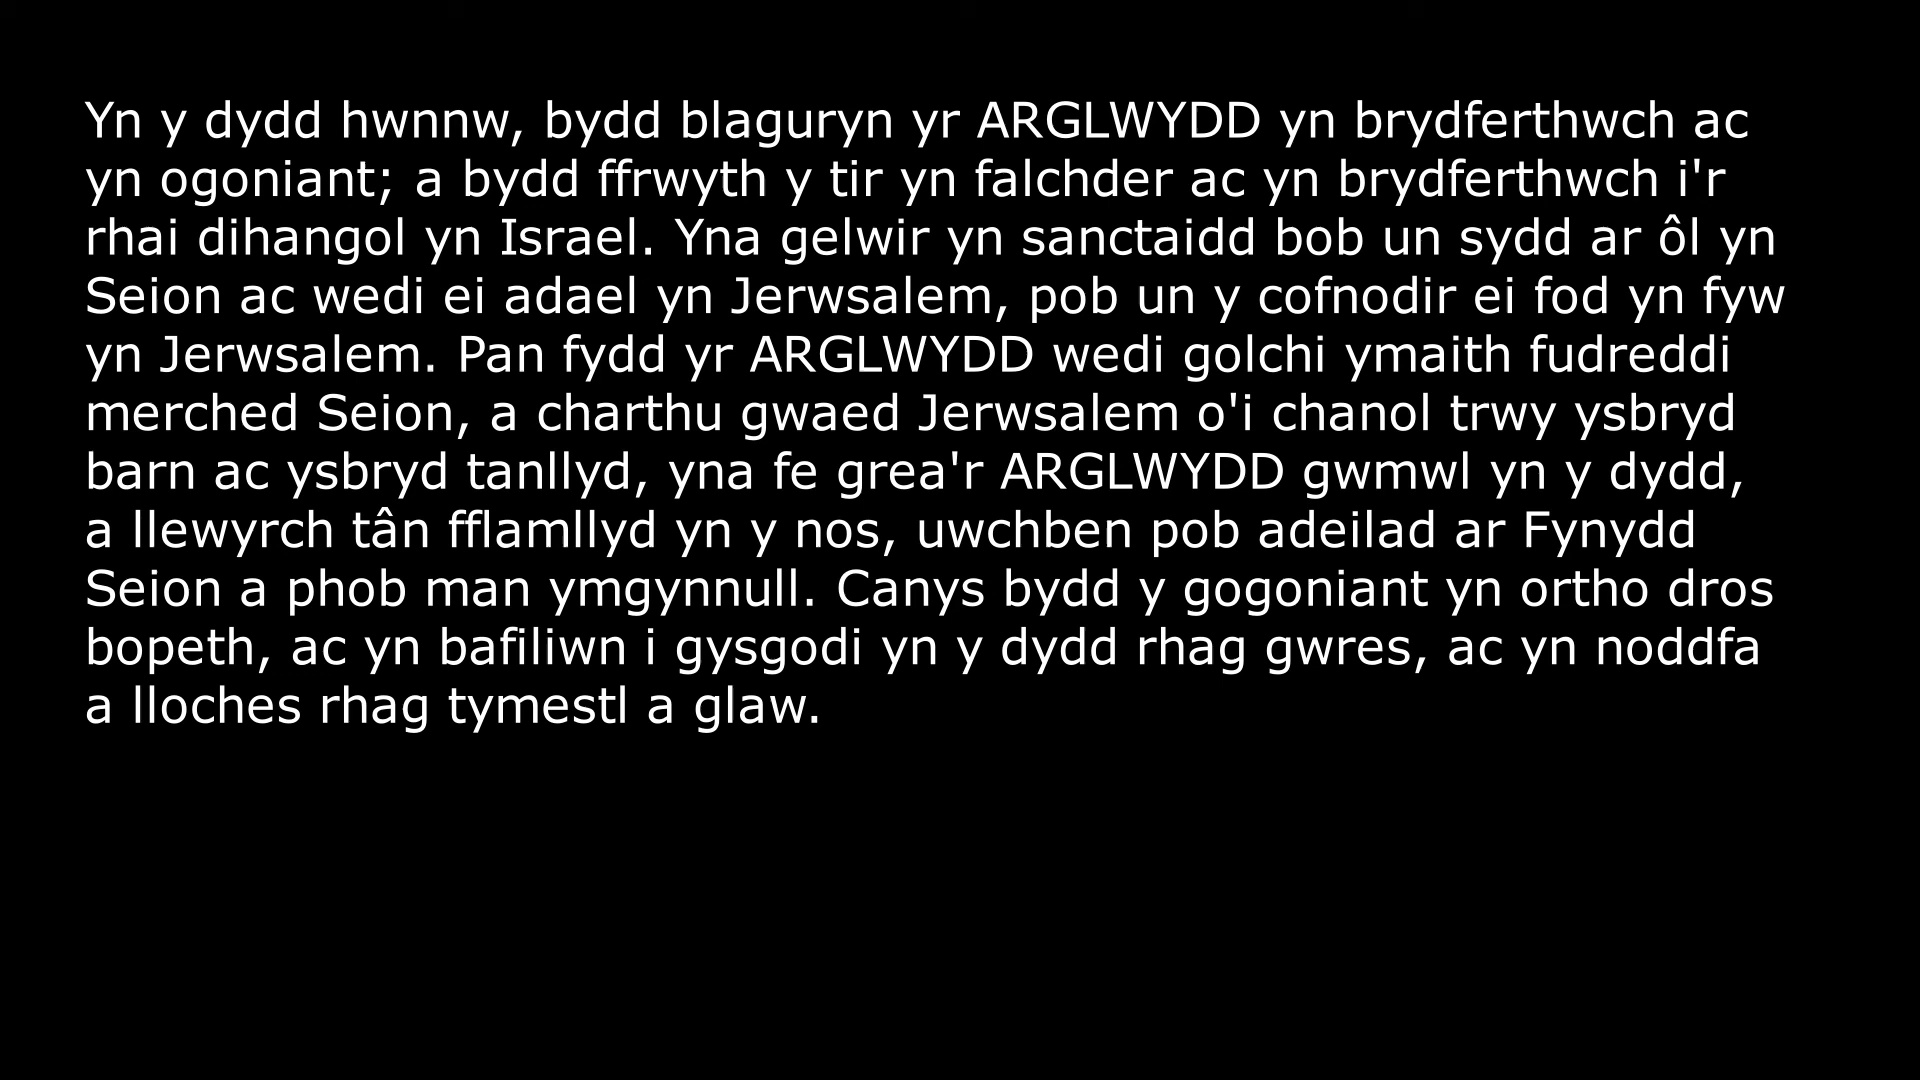 Yn y dydd hwnnw, bydd blaguryn yr ARGLWYDD yn brydferthwch ac
yn ogoniant; a bydd ffrwyth y tir yn falchder ac yn brydferthwch i'r
rhai dihangol yn Israel. Yna gelwir yn sanctaidd bob un sydd ar ôl yn
Seion ac wedi ei adael yn Jerwsalem, pob un y cofnodir ei fod yn fyw
yn Jerwsalem. Pan fydd yr ARGLWYDD wedi golchi ymaith fudreddi
merched Seion, a charthu gwaed Jerwsalem o'i chanol trwy ysbryd
barn ac ysbryd tanllyd, yna fe grea'r ARGLWYDD gwmwl yn y dydd,
a llewyrch tân fflamllyd yn y nos, uwchben pob adeilad ar Fynydd
Seion a phob man ymgynnull. Canys bydd y gogoniant yn ortho dros
bopeth, ac yn bafiliwn i gysgodi yn y dydd rhag gwres, ac yn noddfa
a lloches rhag tymestl a glaw.